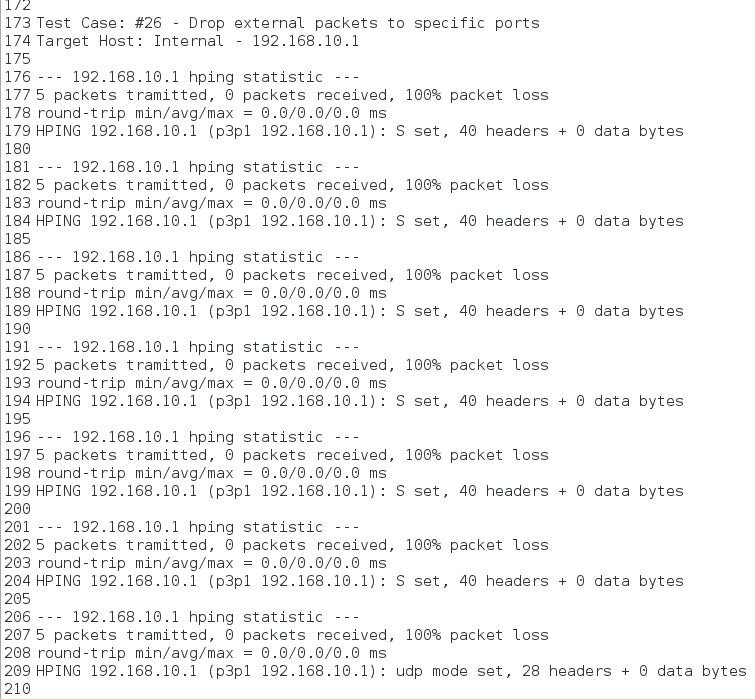 172
173 Test Case: #26 - Drop external packets to specific ports
174 Target Host: Internal - 192.168.10.1
175
176 --- 192.168.10.1 hping statistic ---
177 5 packets tramitted, 0 packets received, 100% packet loss
178 round-trip min/avg/max = 0.0/0.0/0.0 ms
179 HPING 192.168.10.1 (p3p1 192.168.10.1): S set, 40 headers + 0 data bytes
180
181 --- 192.168.10.1 hping statistic ---
182 5 packets tramitted, 0 packets received, 100% packet loss
183 round-trip min/avg/max = 0.0/0.0/0.0 ms
184 HPING 192.168.10.1 (p3p1 192.168.10.1): S set, 40 headers + 0 data bytes
185
186 --- 192.168.10.1 hping statistic ---
187 5 packets tramitted, 0 packets received, 100% packet loss
188 round-trip min/avg/max = 0.0/0.0/0.0 ms
189 HPING 192.168.10.1 (p3p1 192.168.10.1): S set, 40 headers + 0 data bytes
190
191 --- 192.168.10.1 hping statistic ---
192 5 packets tramitted, 0 packets received, 100% packet loss
193 round-trip min/avg/max = 0.0/0.0/0.0 ms
194 HPING 192.168.10.1 (p3p1 192.168.10.1): S set, 40 headers + 0 data bytes
195
196 --- 192.168.10.1 hping statistic ---
197 5 packets tramitted, 0 packets received, 100% packet loss
198 round-trip min/avg/max = 0.0/0.0/0.0 ms
199 HPING 192.168.10.1 (p3p1 192.168.10.1): S set, 40 headers + 0 data bytes
200
201 --- 192.168.10.1 hping statistic ---
202 5 packets tramitted, 0 packets received, 100% packet loss
203 round-trip min/avg/max = 0.0/0.0/0.0 ms
204 HPING 192.168.10.1 (p3p1 192.168.10.1): S set, 40 headers + 0 data bytes
205
206 --- 192.168.10.1 hping statistic ---
207 5 packets tramitted, 0 packets received, 100% packet loss
208 round-trip min/avg/max = 0.0/0.0/0.0 ms
209 HPING 192.168.10.1 (p3p1 192.168.10.1): udp mode set, 28 headers + 0 data bytes
210